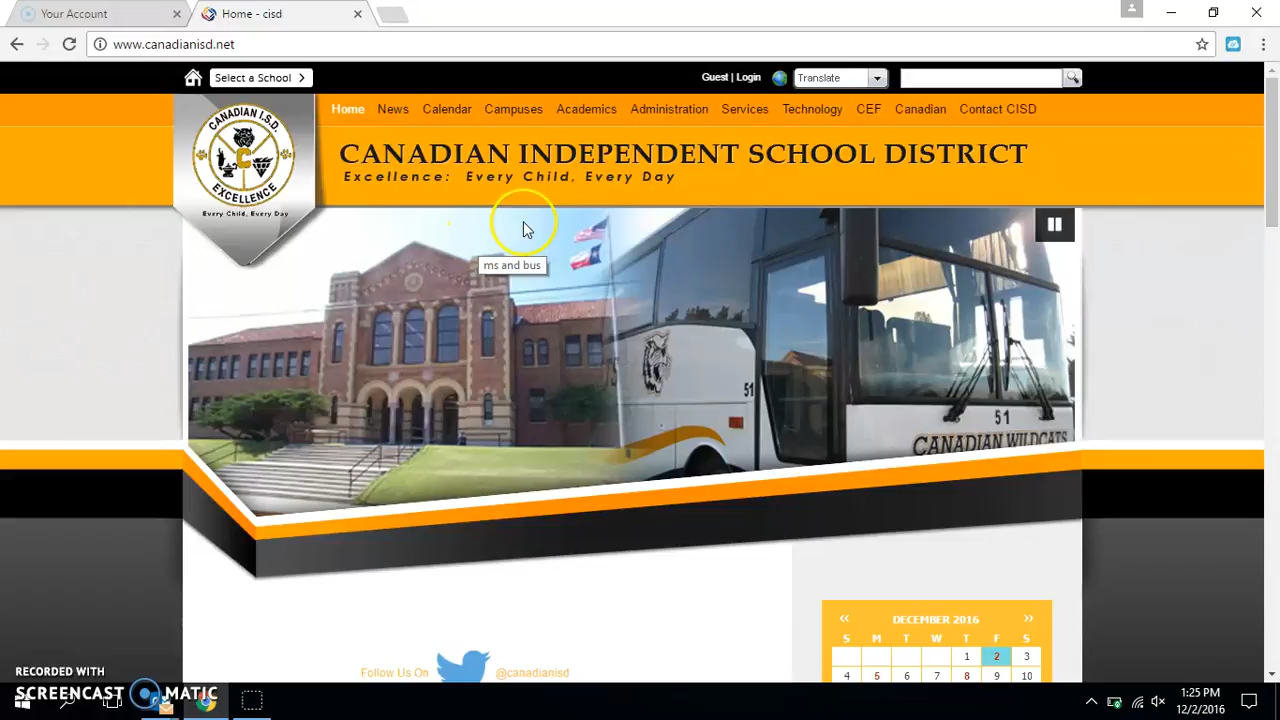 Your Account
Home - cisd
www.canadianisd.net
Select a School
Guest | Login
Translate
Home News Calendar Campuses Academics Administration Services Technology CEF Canadian Contact CISD
CANADIAN I.S.D.
C
EXCELLENCE
Every Child, Every Day
CANADIAN INDEPENDENT SCHOOL DISTRICT
Excellence: Every Child, Every Day
ms and bus
51
51
CANADIAN WILDCATS
« DECEMBER 2016 »
S M T W T F S
1 2 3
4 5 6 7 8 9 10
Follow Us On @canadianisd
RECORDED WITH
SCREENCAST MATIC
1:25 PM
12/2/2016